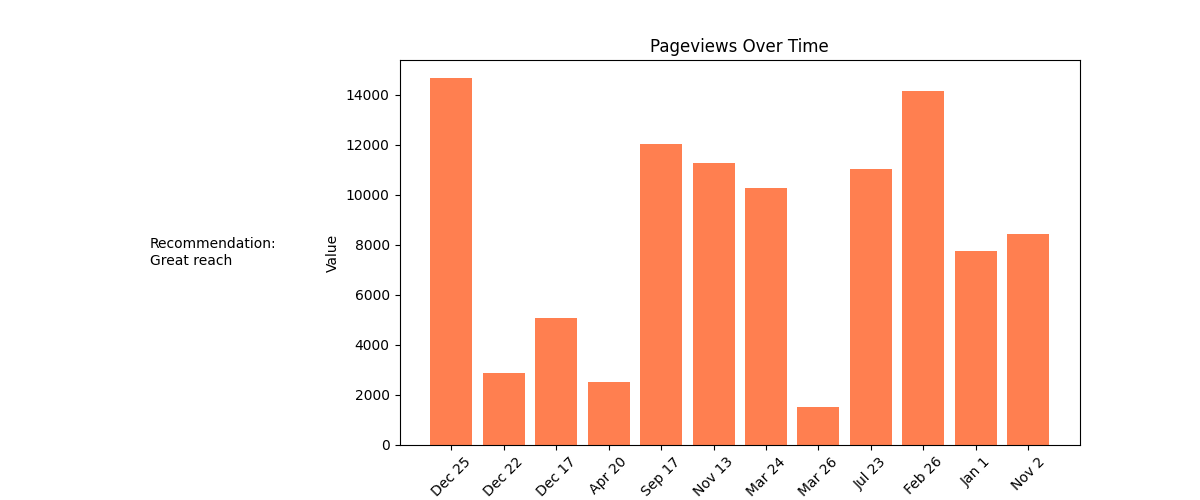 Pageviews Over Time
Recommendation:
Great reach
Value
14000
12000
10000
8000
6000
4000
2000
0
Dec 25
Dec 22
Dec 17
Apr 20
Sep 17
Nov 13
Mar 24
Mar 26
Jul 23
Feb 26
Jan 1
Nov 2